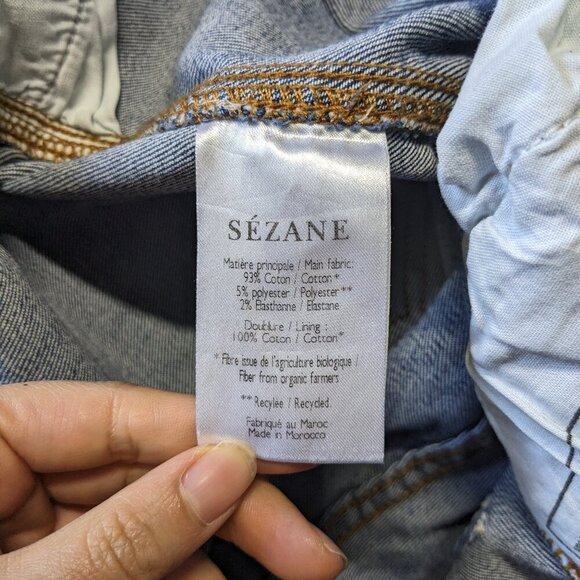 SÉZANE
Matière principale / Main fabric:
93% Coton / Cotton*
5% polyester / Polyester**
2% Elasthanne / Elastane
Doublure / Lining :
100% Coton / Cotton*
* Fibre issue de l'agriculture biologique /
Fiber from organic farmers
** Recyclée / Recycled.
Fabriqué au Maroc
Made in Morocco